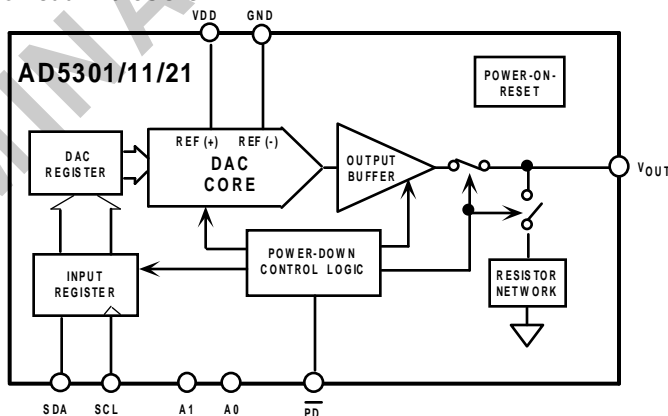 VDD GND
AD5301/11/21
POWER-ON-
RESET
REF (+) REF (-)
DAC
REGISTER
DAC
CORE
OUTPUT
BUFFER
VOUT
POWER-DOWN
CONTROL LOGIC
INPUT
REGISTER
RESISTOR
NETWORK
SDA SCL A1 A0 PD